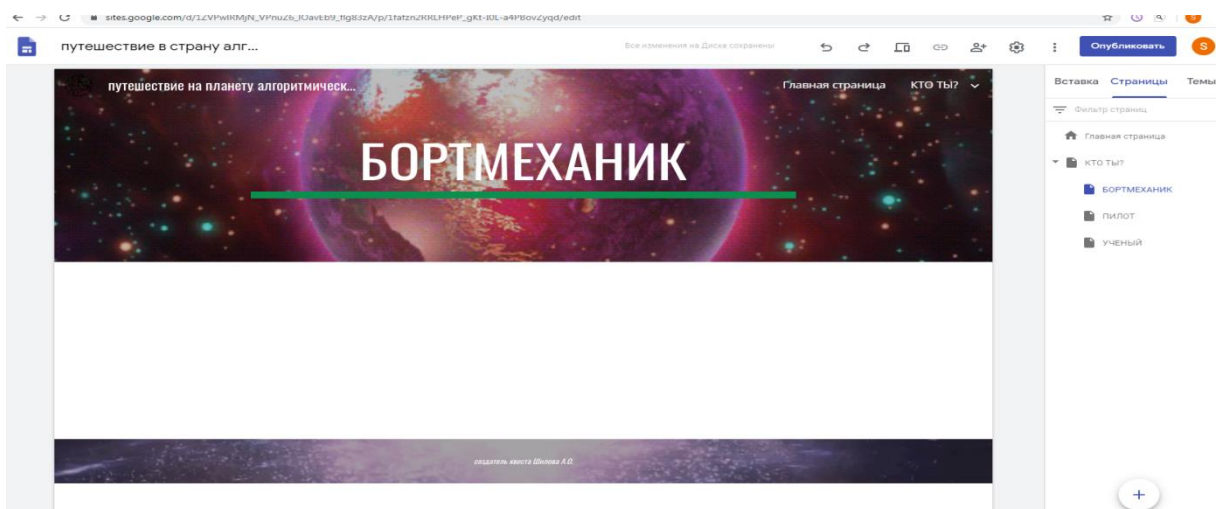 путешествие в страну алг...
Все изменения на Диске сохранены
Опубликовать
S
путешествие на планету алгоритмическ...
Главная страница
КТО ТЫ?
БОРТМЕХАНИК
создатель квеста Шилова А.О.
Вставка Страницы Темы
Фильтр страниц
Главная страница
КТО ТЫ?
БОРТМЕХАНИК
ПИЛОТ
УЧЕНЫЙ